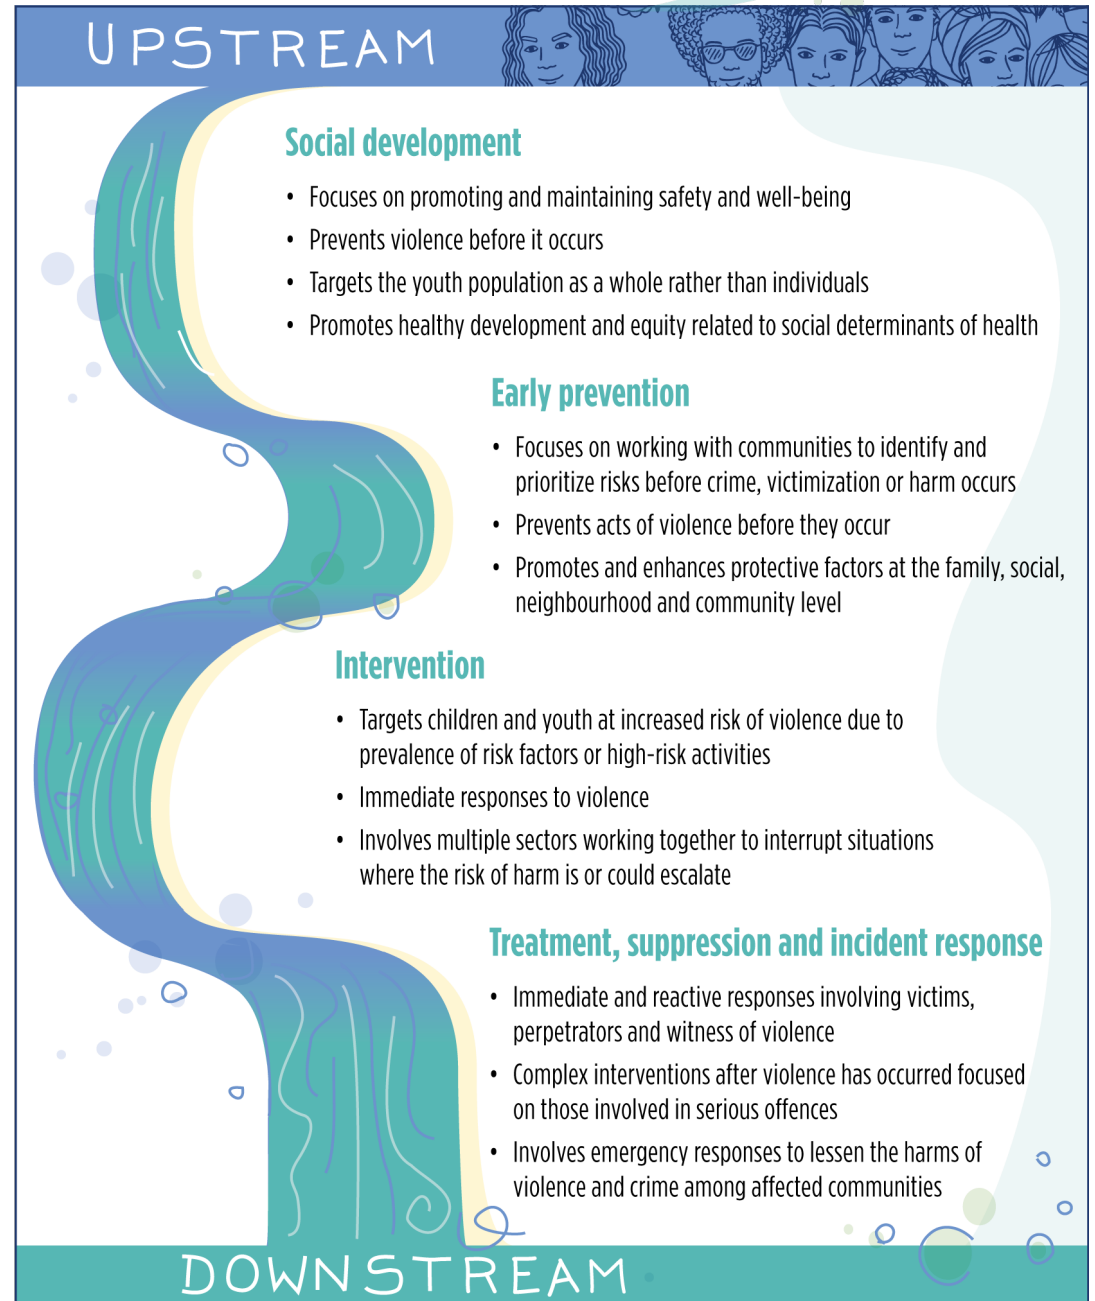 UPSTREAM
Social development
• Focuses on promoting and maintaining safety and well-being
• Prevents violence before it occurs
• Targets the youth population as a whole rather than individuals
• Promotes healthy development and equity related to social determinants of health
Early prevention
• Focuses on working with communities to identify and
prioritize risks before crime, victimization or harm occurs
• Prevents acts of violence before they occur
• Promotes and enhances protective factors at the family, social,
neighbourhood and community level
Intervention
• Targets children and youth at increased risk of violence due to
prevalence of risk factors or high-risk activities
• Immediate responses to violence
• Involves multiple sectors working together to interrupt situations
where the risk of harm is or could escalate
Treatment, suppression and incident response
• Immediate and reactive responses involving victims,
perpetrators and witness of violence
• Complex interventions after violence has occurred focused
on those involved in serious offences
• Involves emergency responses to lessen the harms of
violence and crime among affected communities
DOWNSTREAM